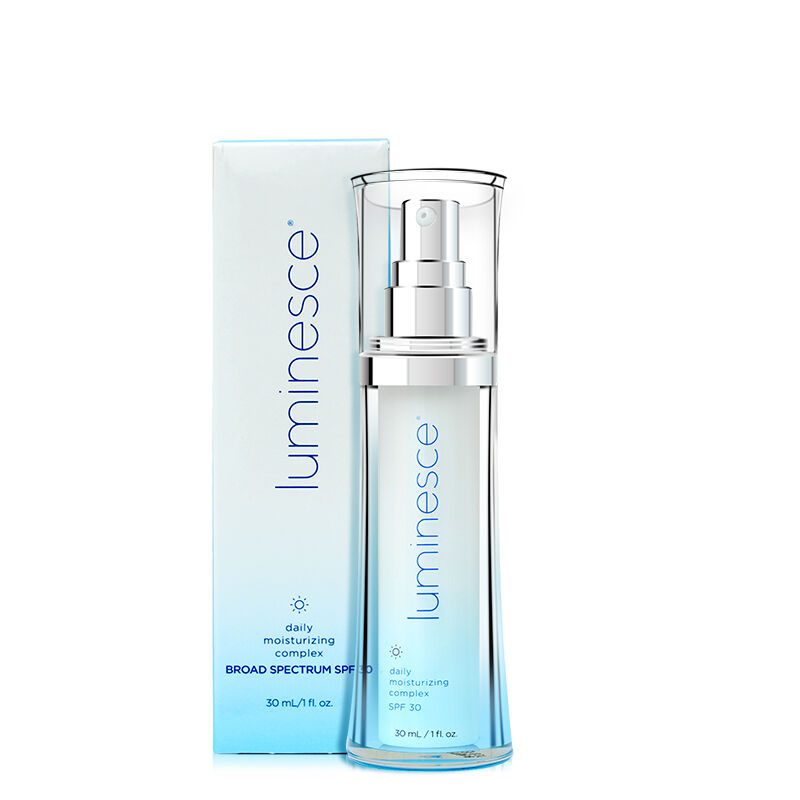 luminesce®
daily
moisturizing
complex
BROAD SPECTRUM SPF 30
30 mL/1 fl. oz.
luminesce®
daily
moisturizing
complex
SPF 30
30 mL / 1 fl. oz.